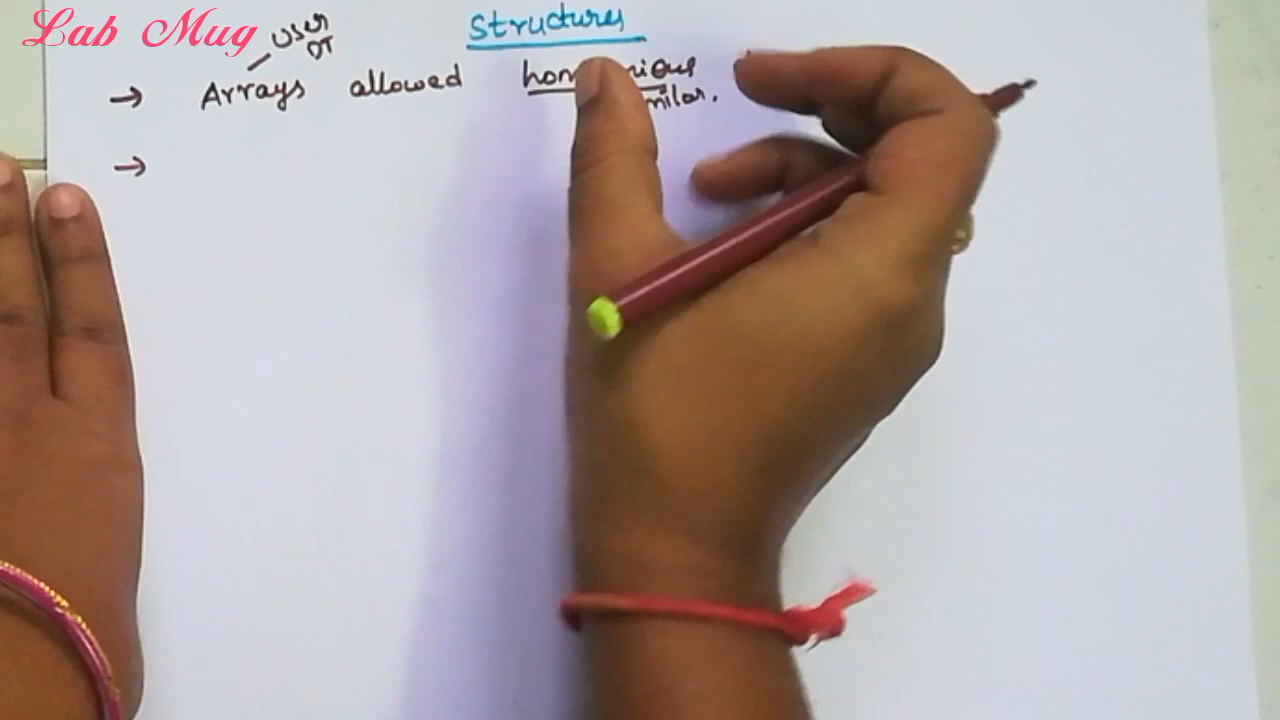 Lab Mug
Structures
User
DT
→ Arrays allowed
→